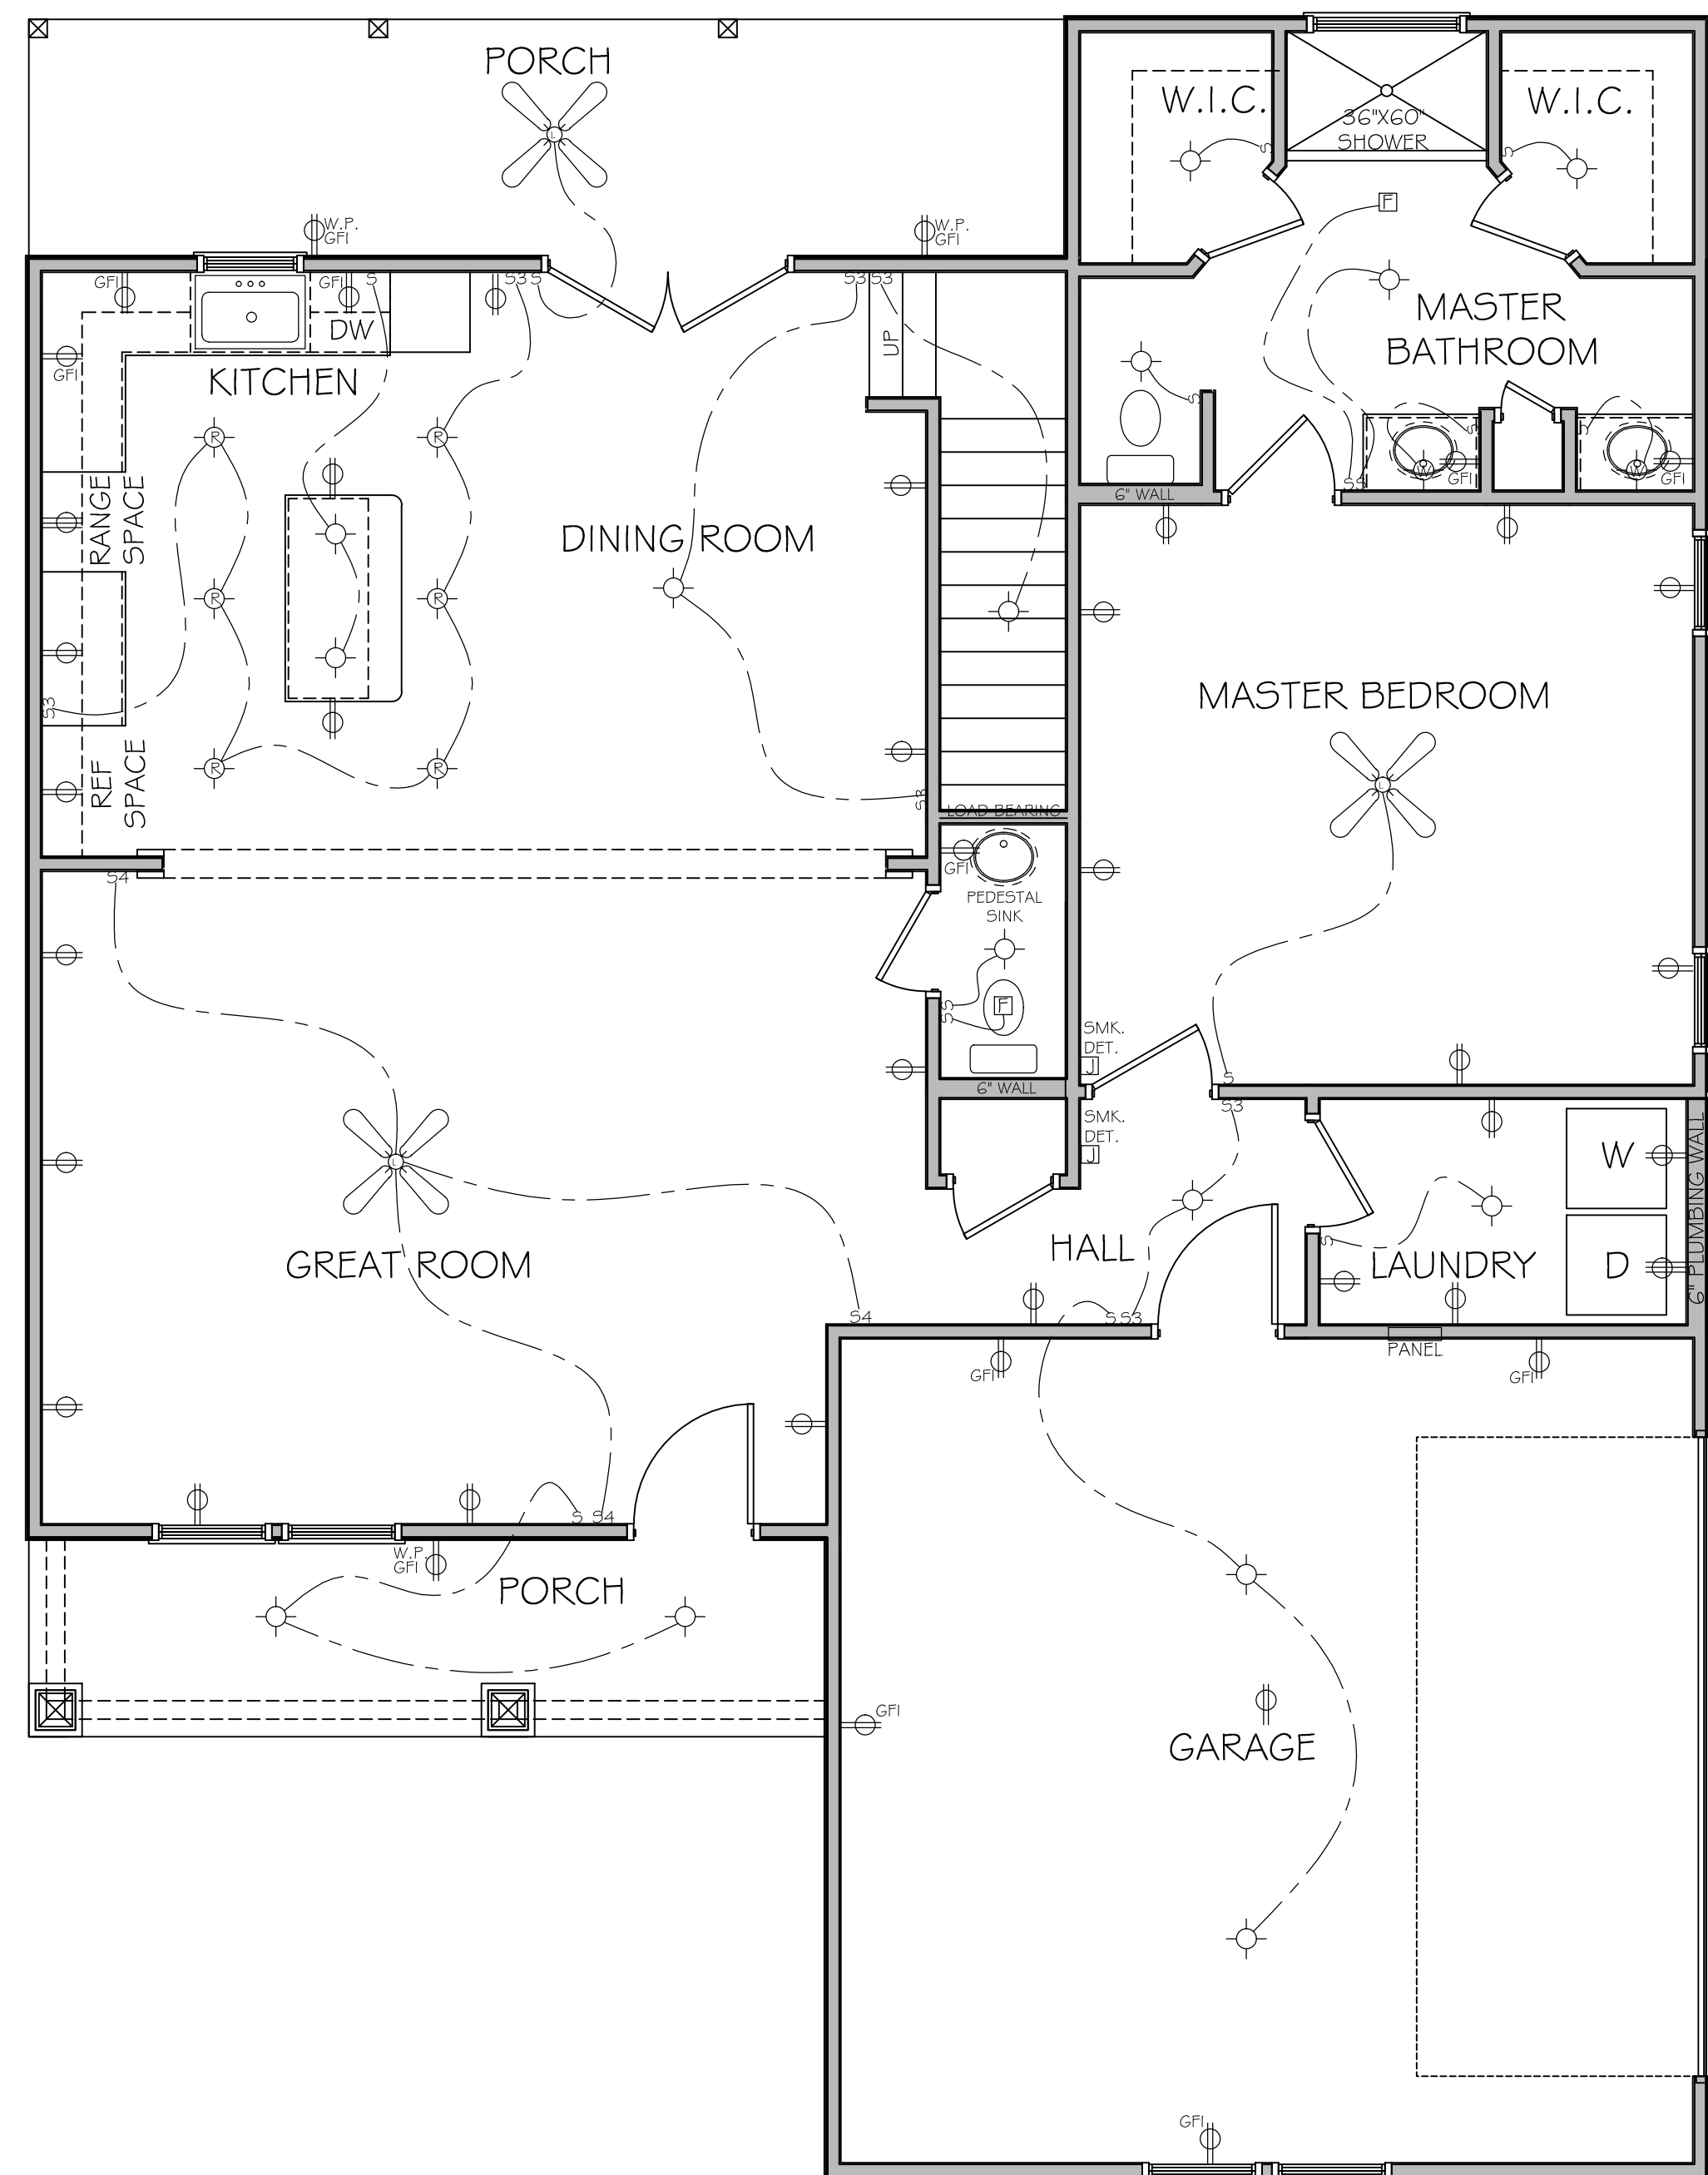 PORCH
W.I.C.
W.I.C.
36"X60"
SHOWER
S
S
F
L
W.P.
GFI
W.P.
GFI
GFI
GFI
S
S3
S
S3
S3
DW
UP
GFI
KITCHEN
MASTER
BATHROOM
S
S
S
R
R
W
GFI
W
GFI
SS
6" WALL
RANGE
SPACE
DINING ROOM
R
R
MASTER BEDROOM
S3
REF
SPACE
R
R
L
S3
LOAD BEARING
GFI
S4
PEDESTAL
SINK
S
S
F
SMK.
DET.
J
6" WALL
S
S3
SMK.
DET.
J
W
6" PLUMBING WALL
L
GREAT ROOM
HALL
S
LAUNDRY
D
S4
S
S3
PANEL
GFI
GFI
S
S4
W.P.
GFI
PORCH
GFI
GARAGE
GFI